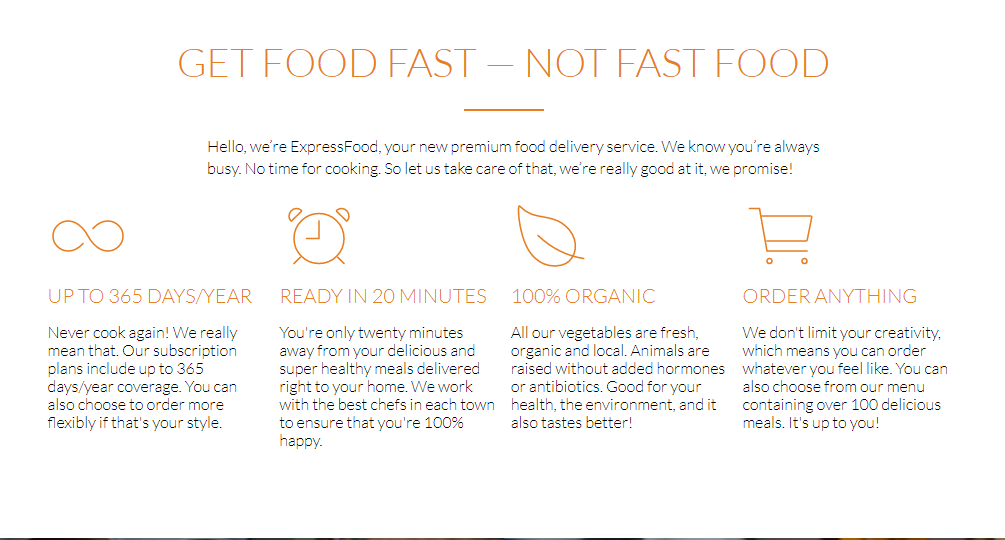 GET FOOD FAST — NOT FAST FOOD
Hello, we’re ExpressFood, your new premium food delivery service. We know you’re always
busy. No time for cooking. So let us take care of that, we’re really good at it, we promise!
UP TO 365 DAYS/YEAR
Never cook again! We really
mean that. Our subscription
plans include up to 365
days/year coverage. You can
also choose to order more
flexibly if that's your style.
READY IN 20 MINUTES
You're only twenty minutes
away from your delicious and
super healthy meals delivered
right to your home. We work
with the best chefs in each town
to ensure that you're 100%
happy.
100% ORGANIC
All our vegetables are fresh,
organic and local. Animals are
raised without added hormones
or antibiotics. Good for your
health, the environment, and it
also tastes better!
ORDER ANYTHING
We don't limit your creativity,
which means you can order
whatever you feel like. You can
also choose from our menu
containing over 100 delicious
meals. It's up to you!